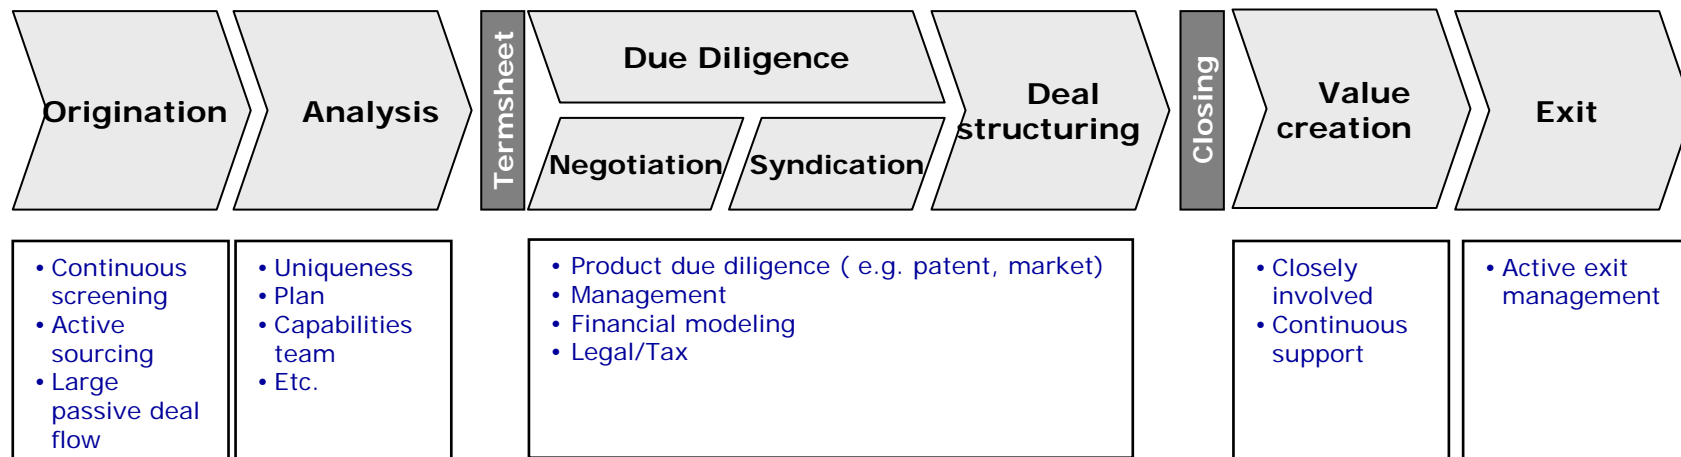 Origination
Analysis
Termsheet
Due Diligence
Negotiation
Syndication
Deal
structuring
Closing
Value
creation
Exit
• Continuous
screening
• Active
sourcing
• Large
passive deal
flow
• Uniqueness
• Plan
• Capabilities
team
• Etc.
• Product due diligence ( e.g. patent, market)
• Management
• Financial modeling
• Legal/Tax
• Closely
involved
• Continuous
support
• Active exit
management